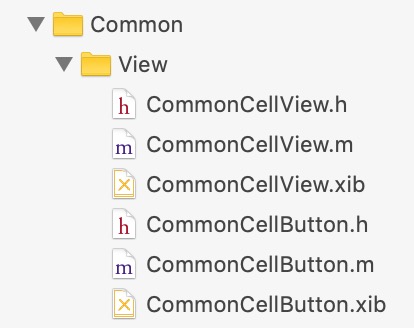 Common
View
h CommonCellView.h
m CommonCellView.m
CommonCellView.xib
h CommonCellButton.h
m CommonCellButton.m
CommonCellButton.xib